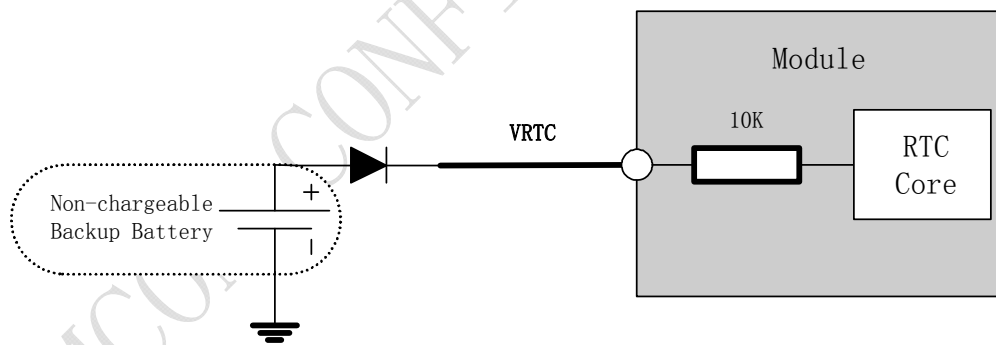 Module
10K
VRTC
RTC
Core
Non-chargeable
Backup Battery
+